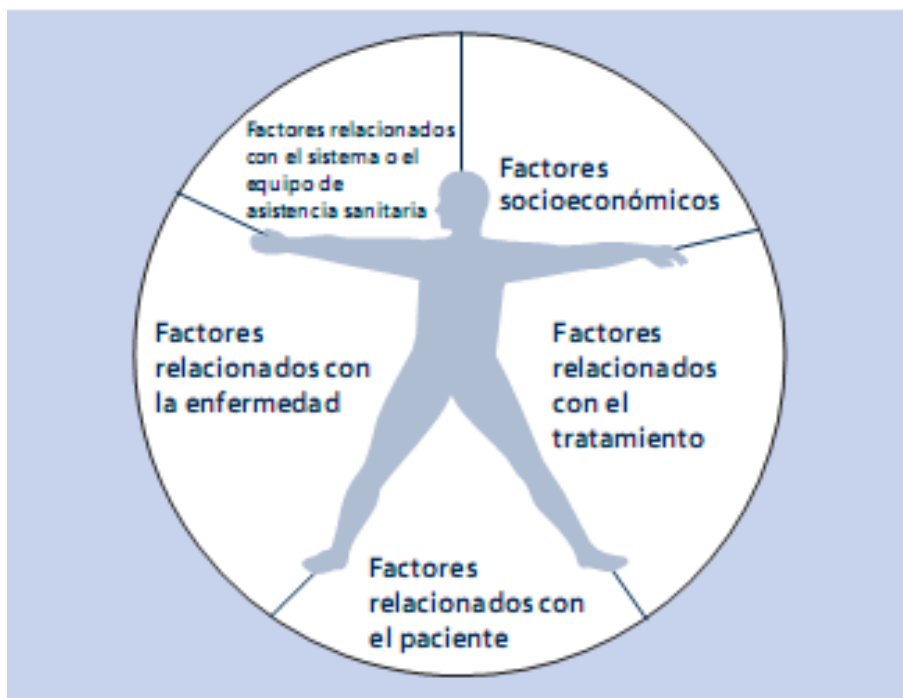 Factores relacionados
con el sistema o el
equipo de
asistencia sanitaria
Factores
socioeconómicos
Factores
relacionados con
la enfermedad
Factores
relacionados
con el
tratamiento
Factores
relacionados con
el paciente